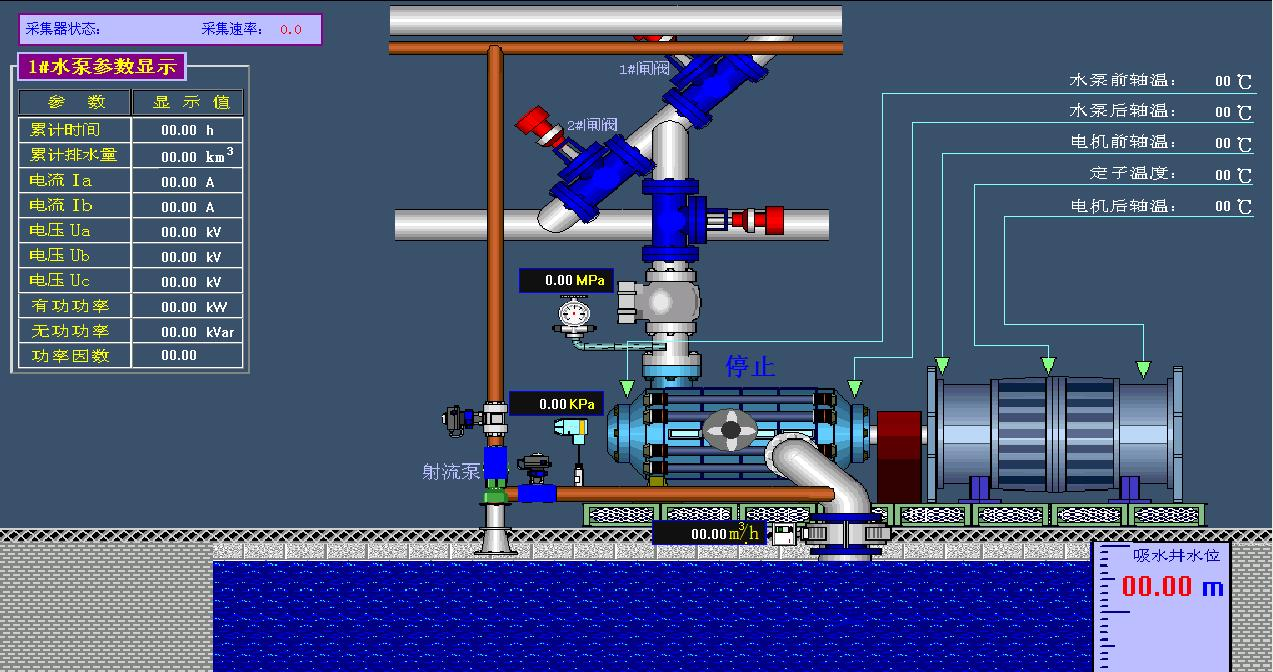 采集器状态: 采集速率: 0.0
1#水泵参数显示
参 数 显 示 值
累计时间 00.00 h
累计排水量 00.00 km³
电流 Ia 00.00 A
电流 Ib 00.00 A
电压 Ua 00.00 kV
电压 Ub 00.00 kV
电压 Uc 00.00 kV
有功功率 00.00 kW
无功功率 00.00 kVar
功率因数 00.00
1#闸阀
2#闸阀
水泵前轴温: 00 ℃
水泵后轴温: 00 ℃
电机前轴温: 00 ℃
定子温度: 00 ℃
电机后轴温: 00 ℃
0.00 MPa
停止
0.00 KPa
射流泵
00.00 m³/h
吸水井水位
00.00 m